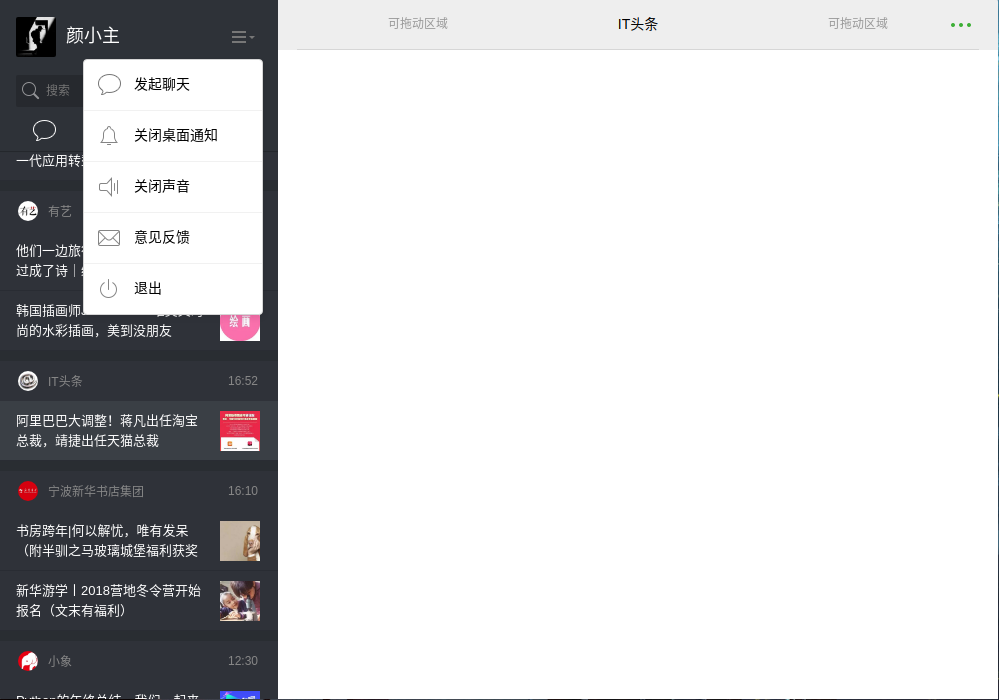 颜小主
可拖动区域
IT头条
可拖动区域
搜索
发起聊天
关闭桌面通知
关闭声音
意见反馈
退出
一代应用转
有艺
他们一边旅
过成了诗｜
韩国插画师
尚的水彩插画，美到没朋友
绘画
IT头条
16:52
阿里巴巴大调整！蒋凡出任淘宝
总裁，靖捷出任天猫总裁
宁波新华书店集团
16:10
书房跨年|何以解忧，唯有发呆
（附半驯之马玻璃城堡福利获奖
新华游学丨2018营地冬令营开始
报名（文末有福利）
小象
12:30